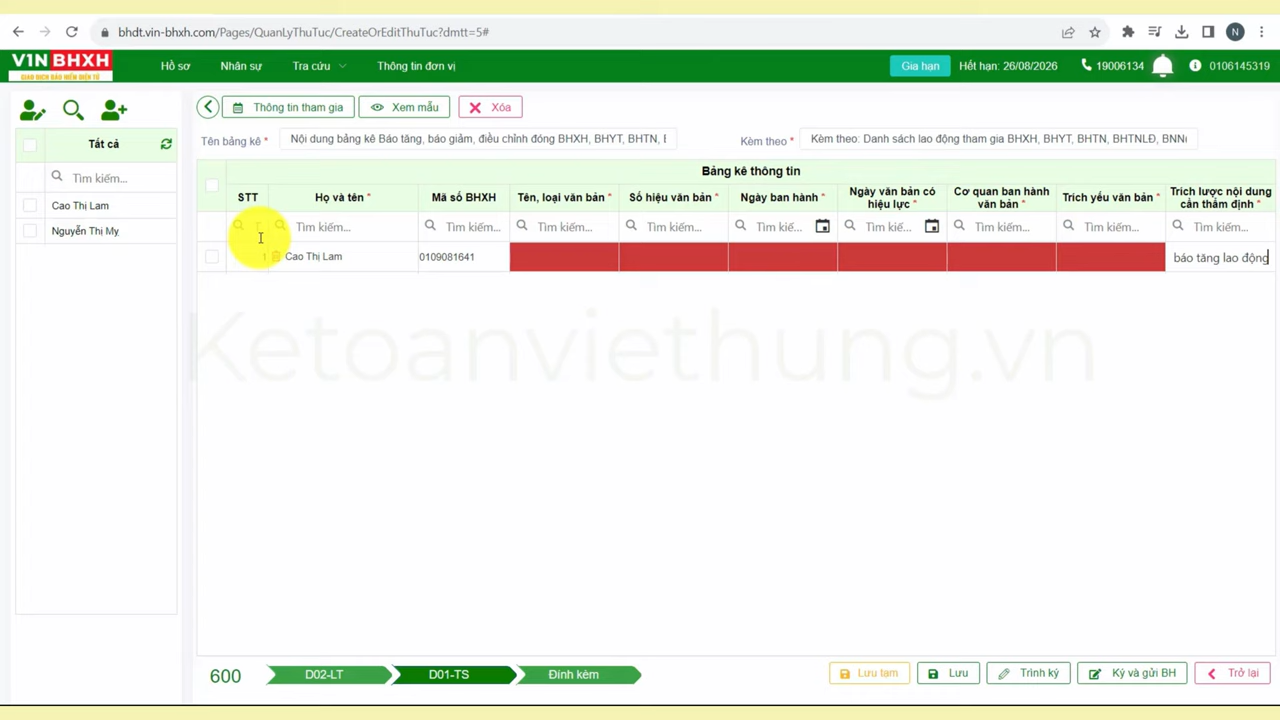 bhdt.vin-bhxh.com/Pages/QuanLyThuTuc/CreateOrEditThuTuc?dmtt=5#
N
V1N BHXH
GIAO DỊCH BẢO HIỂM ĐIỆN TỬ
Hồ sơ
Nhân sự
Tra cứu
Thông tin đơn vị
Gia hạn
Hết hạn: 26/08/2026
19006134
0106145319
Thông tin tham gia
Xem mẫu
Xóa
Tất cả
Tên bảng kê *
Nội dung bảng kê Báo tăng, báo giảm, điều chỉnh đóng BHXH, BHYT, BHTN, E
Kèm theo *
Kèm theo: Danh sách lao động tham gia BHXH, BHYT, BHTN, BHTNLĐ, BNN(
Bảng kê thông tin
STT
Họ và tên *
Mã số BHXH
Tên, loại văn bản *
Số hiệu văn bản *
Ngày ban hành *
Ngày văn bản có hiệu lực *
Cơ quan ban hành văn bản *
Trích yếu văn bản *
Trích lược nội dung cần thẩm định *
Tìm kiếm...
Tìm kiếm...
Tìm kiếm...
Tìm kiếm...
Tìm kiếm...
Tìm kiế...
Tìm kiế...
Tìm kiếm...
Tìm kiếm...
Tìm kiếm...
Cao Thị Lam
Nguyễn Thị My
1
Cao Thị Lam
0109081641
báo tăng lao động
Ketoanviethung.vn
600
D02-LT
D01-TS
Đính kèm
Lưu tạm
Lưu
Trình ký
Ký và gửi BH
Trở lại